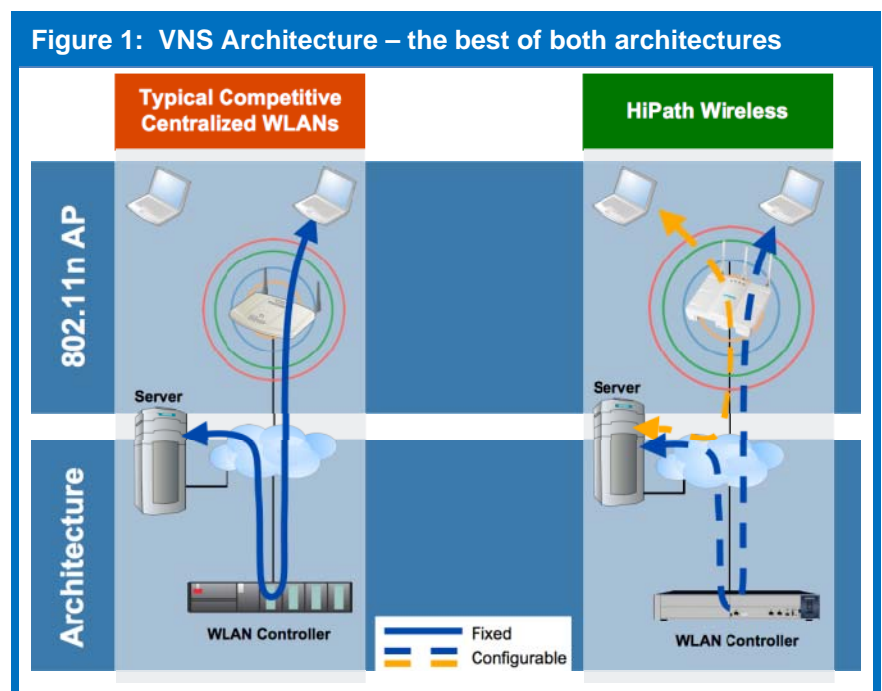 Figure 1: VNS Architecture – the best of both architectures
Typical Competitive
Centralized WLANs
HiPath Wireless
802.11n AP
Server
Server
Architecture
WLAN Controller
WLAN Controller
Fixed
Configurable